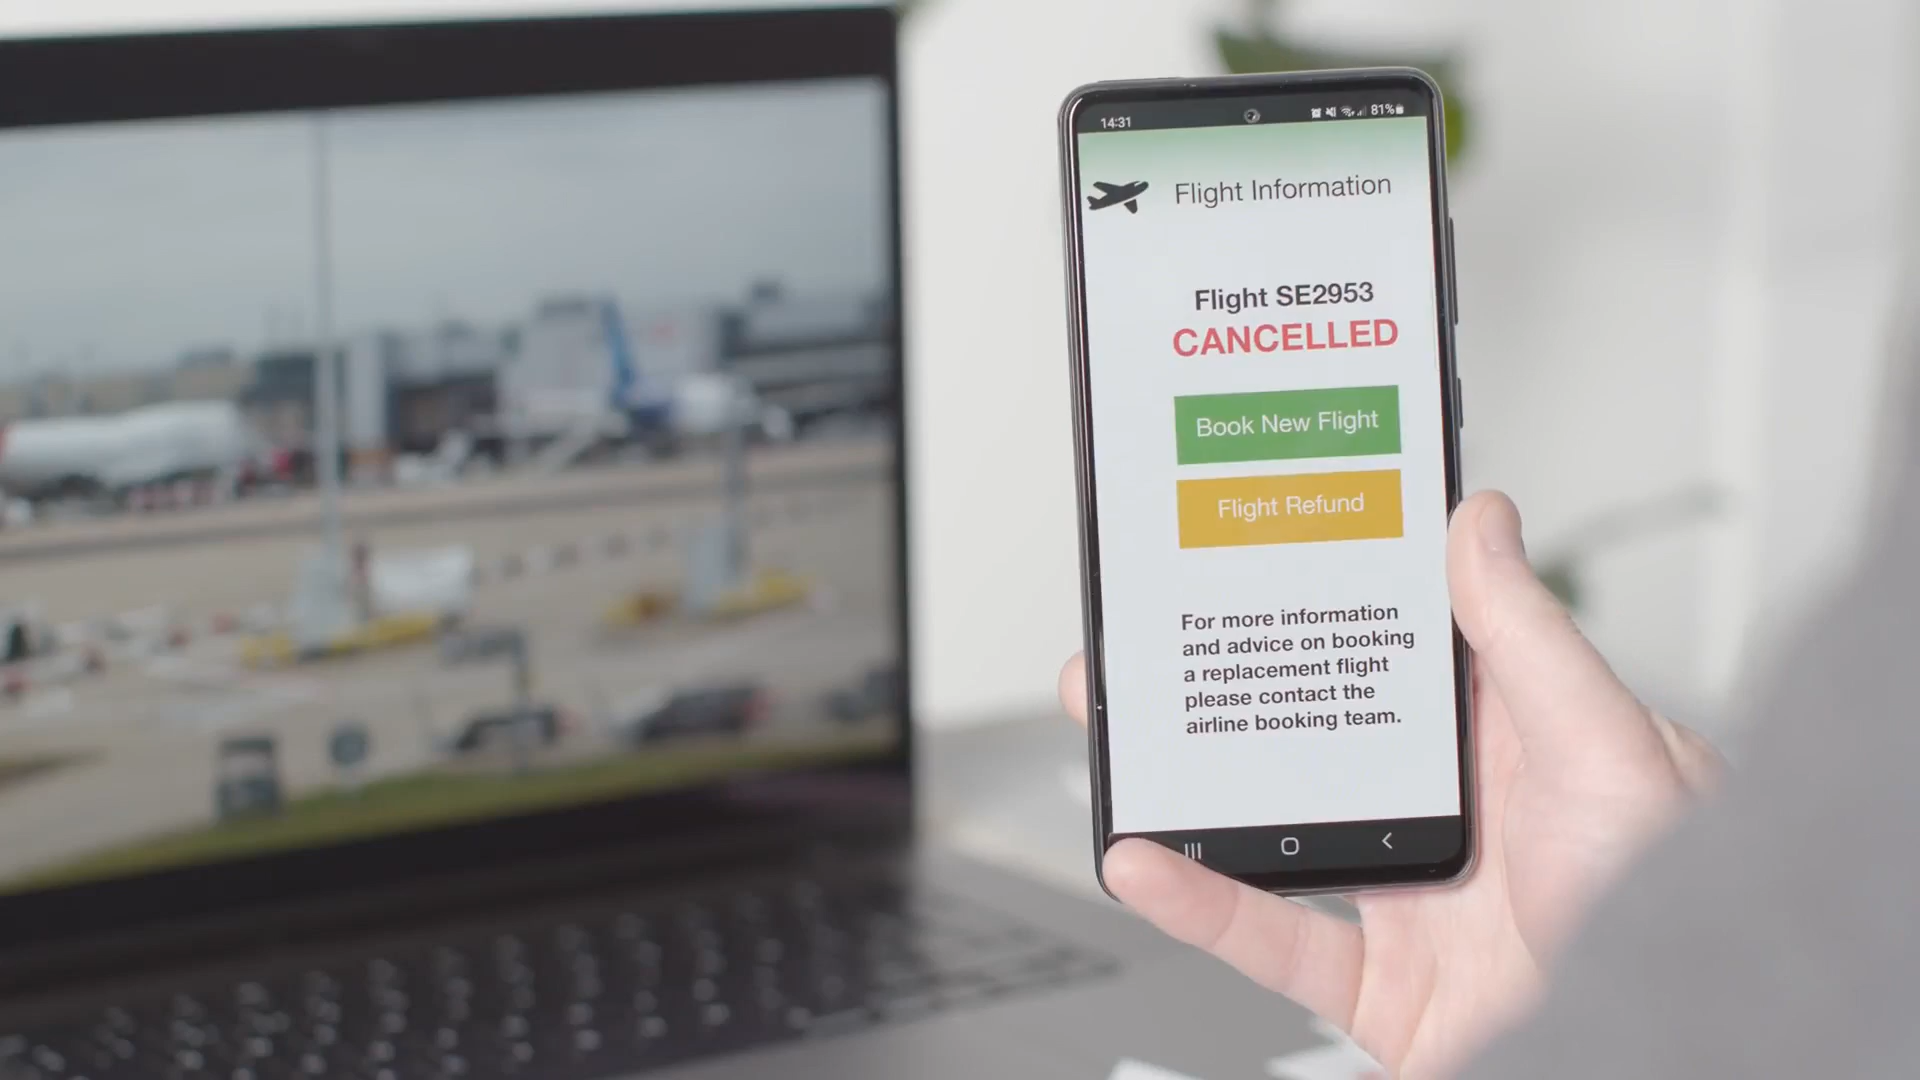 14:31
81%
Flight Information
Flight SE2953
CANCELLED
Book New Flight
Flight Refund
For more information
and advice on booking
a replacement flight
please contact the
airline booking team.